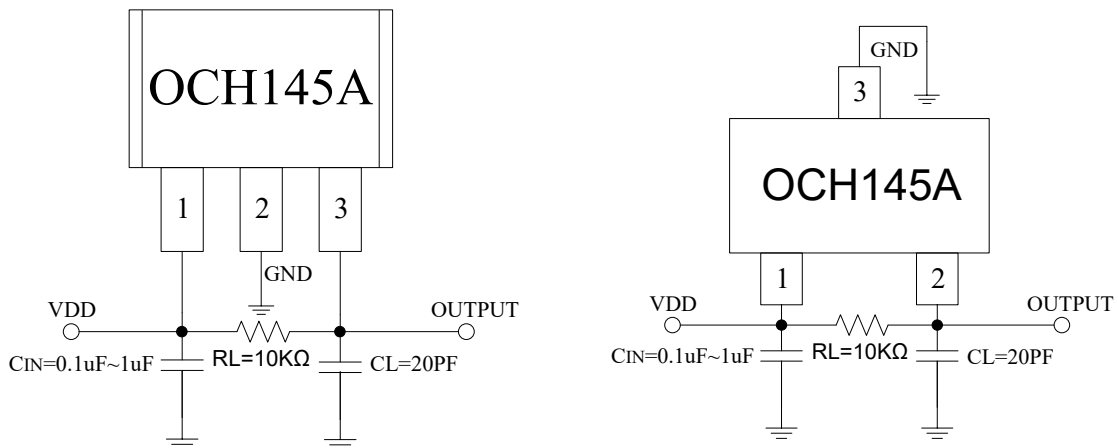 OCH145A
1
2
3
GND
VDD
OUTPUT
CIN=0.1uF~1uF
RL=10KΩ
CL=20PF
GND
3
OCH145A
1
2
VDD
OUTPUT
CIN=0.1uF~1uF
RL=10KΩ
CL=20PF